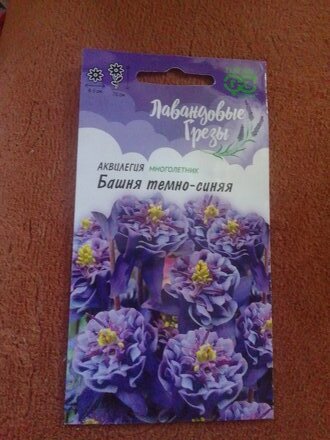 Лавандовые
Грезы
АКВИЛЕГИЯ МНОГОЛЕТНИК
Башня темно-синяя